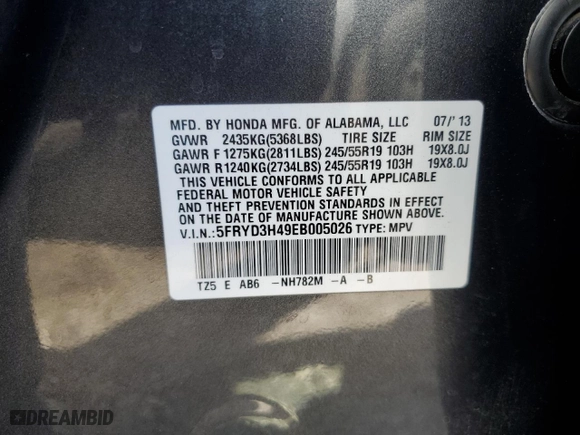 MFD. BY HONDA MFG. OF ALABAMA, LLC 07/'13
GVWR 2435KG(5368LBS) TIRE SIZE RIM SIZE
GAWR F 1275KG(2811LBS) 245/55R19 103H 19X8.0J
GAWR R 1240KG(2734LBS) 245/55R19 103H 19X8.0J
THIS VEHICLE CONFORMS TO ALL APPLICABLE
FEDERAL MOTOR VEHICLE SAFETY
AND THEFT PREVENTION STANDARDS IN EFFECT
ON THE DATE OF MANUFACTURE SHOWN ABOVE.
V.I.N.:5FRYD3H49EB005026 TYPE: MPV
TZ5 E AB6 -NH782M -A -B
DREAMBID